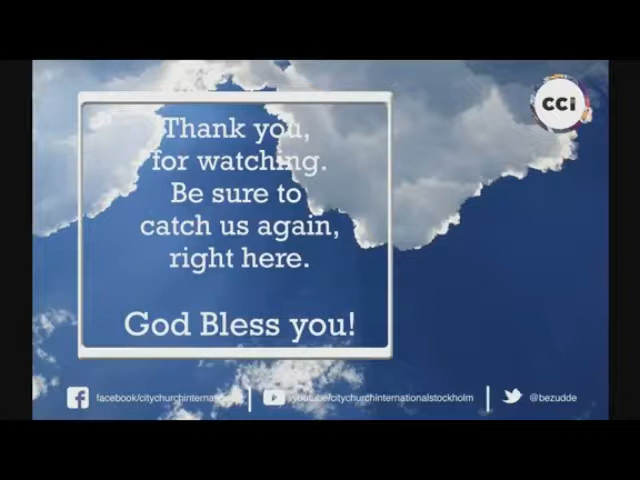 CCI
Thank you,
for watching.
Be sure to
catch us again,
right here.
God Bless you!
facebook/citychurchinternational
youtube/citychurchinternationalstockholm
@bezudde